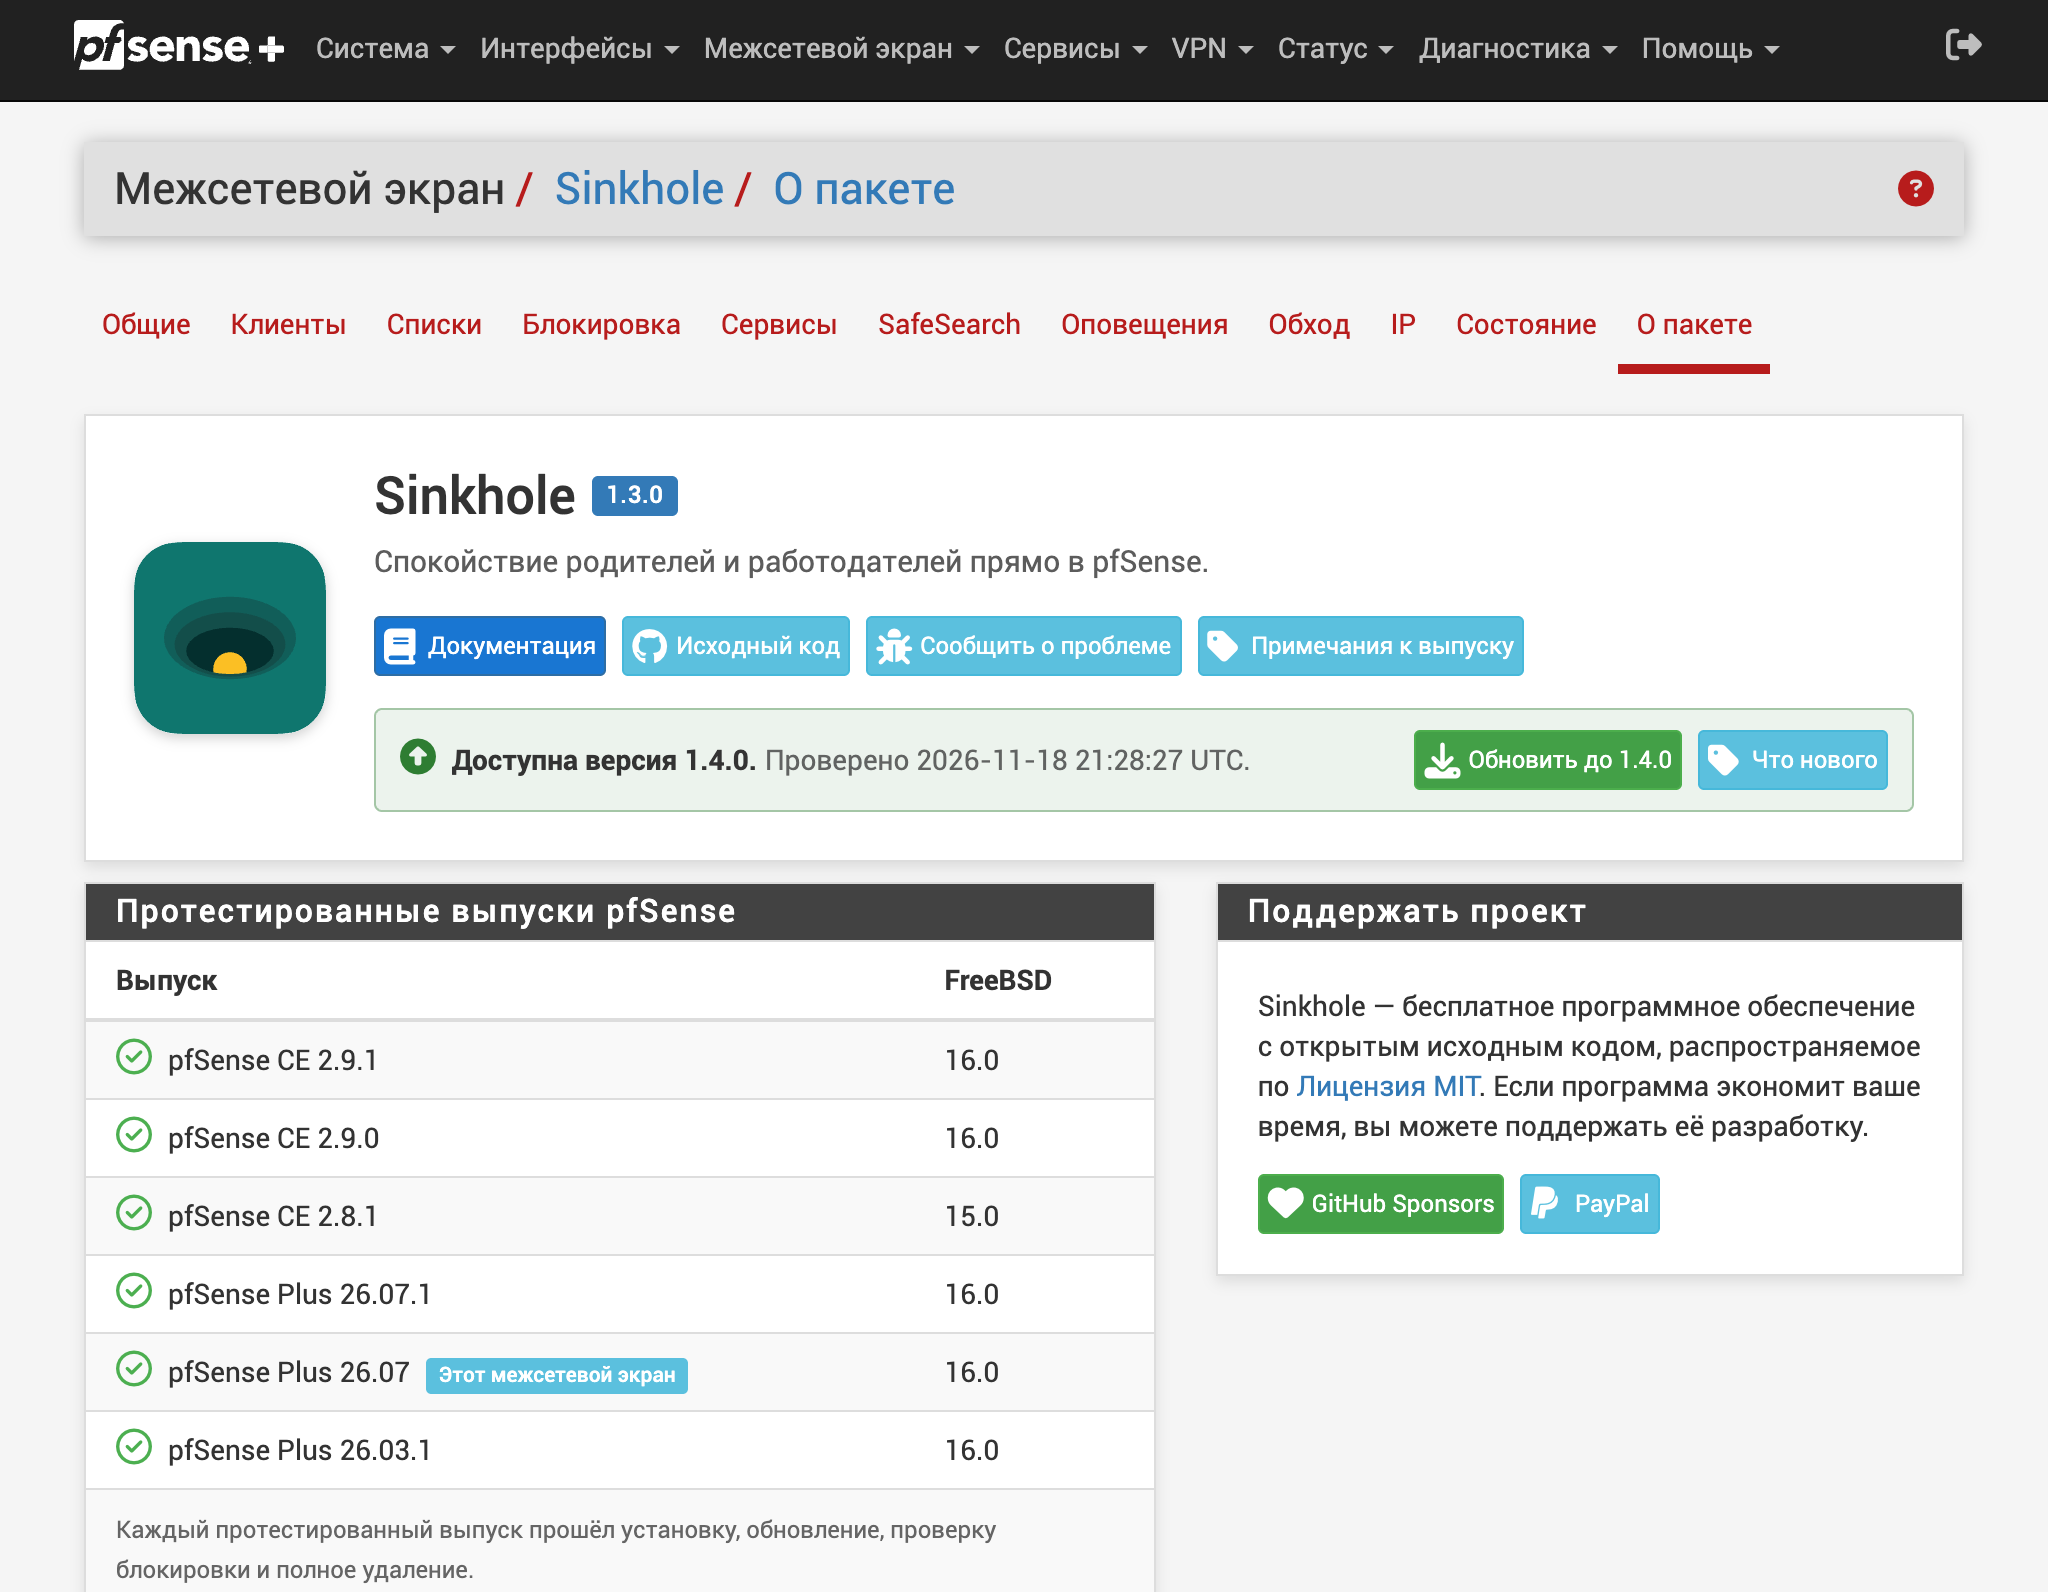 pfsense +
Система
Интерфейсы
Межсетевой экран
Сервисы
VPN
Статус
Диагностика
Помощь
Межсетевой экран / Sinkhole / О пакете
?
Общие
Клиенты
Списки
Блокировка
Сервисы
SafeSearch
Оповещения
Обход
IP
Состояние
О пакете
Sinkhole 1.3.0
Спокойствие родителей и работодателей прямо в pfSense.
Документация
Исходный код
Сообщить о проблеме
Примечания к выпуску
Доступна версия 1.4.0. Проверено 2026-11-18 21:28:27 UTC.
Обновить до 1.4.0
Что нового
Протестированные выпуски pfSense
Выпуск FreeBSD
pfSense CE 2.9.1 16.0
pfSense CE 2.9.0 16.0
pfSense CE 2.8.1 15.0
pfSense Plus 26.07.1 16.0
pfSense Plus 26.07 Этот межсетевой экран 16.0
pfSense Plus 26.03.1 16.0
Каждый протестированный выпуск прошёл установку, обновление, проверку
блокировки и полное удаление.
Поддержать проект
Sinkhole — бесплатное программное обеспечение
с открытым исходным кодом, распространяемое
по Лицензия MIT. Если программа экономит ваше
время, вы можете поддержать её разработку.
GitHub Sponsors
PayPal